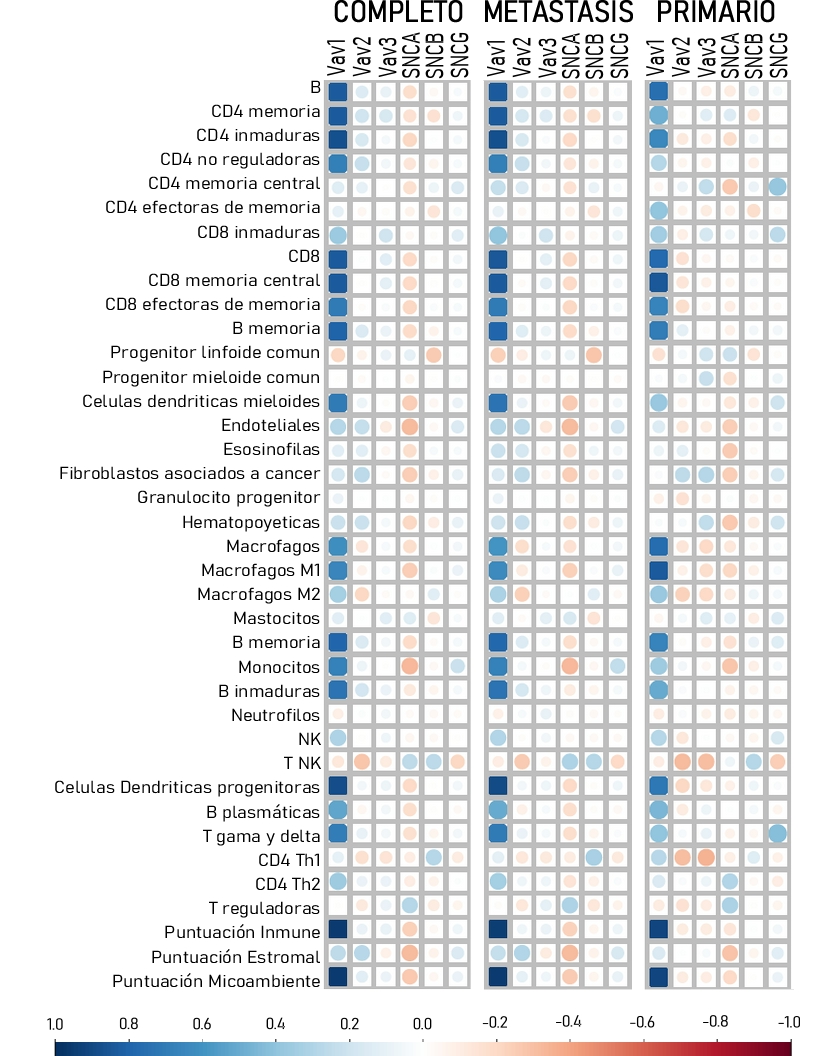 COMPLETO METASTASIS PRIMARIO
Vav1 Vav2 Vav3 SNCA SNCB SNCG Vav1 Vav2 Vav3 SNCA SNCB SNCG Vav1 Vav2 Vav3 SNCA SNCB SNCG
B
CD4 memoria
CD4 inmaduras
CD4 no reguladoras
CD4 memoria central
CD4 efectoras de memoria
CD8 inmaduras
CD8
CD8 memoria central
CD8 efectoras de memoria
B memoria
Progenitor linfoide comun
Progenitor mieloide comun
Celulas dendriticas mieloides
Endoteliales
Esosinofilas
Fibroblastos asociados a cancer
Granulocito progenitor
Hematopoyeticas
Macrofagos
Macrofagos M1
Macrofagos M2
Mastocitos
B memoria
Monocitos
B inmaduras
Neutrofilos
NK
T NK
Celulas Dendriticas progenitoras
B plasmáticas
T gama y delta
CD4 Th1
CD4 Th2
T reguladoras
Puntuación Inmune
Puntuación Estromal
Puntuación Micoambiente
1.0 0.8 0.6 0.4 0.2 0.0 -0.2 -0.4 -0.6 -0.8 -1.0